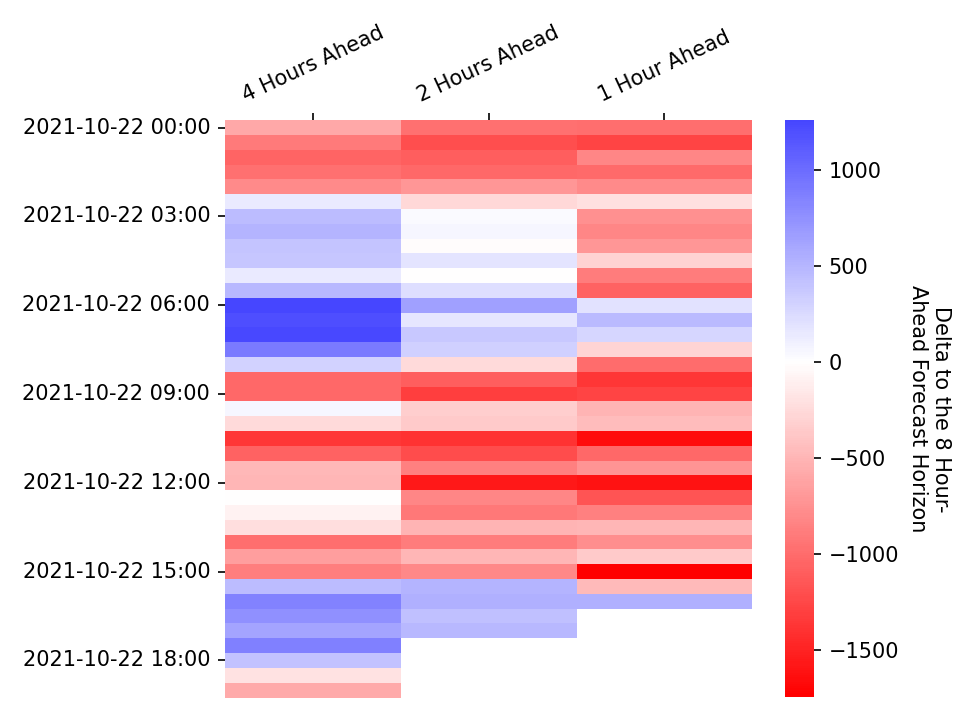 4 Hours Ahead
2 Hours Ahead
1 Hour Ahead
2021-10-22 00:00
2021-10-22 03:00
2021-10-22 06:00
2021-10-22 09:00
2021-10-22 12:00
2021-10-22 15:00
2021-10-22 18:00
1000
500
0
−500
−1000
−1500
Delta to the 8 Hour-
Ahead Forecast Horizon